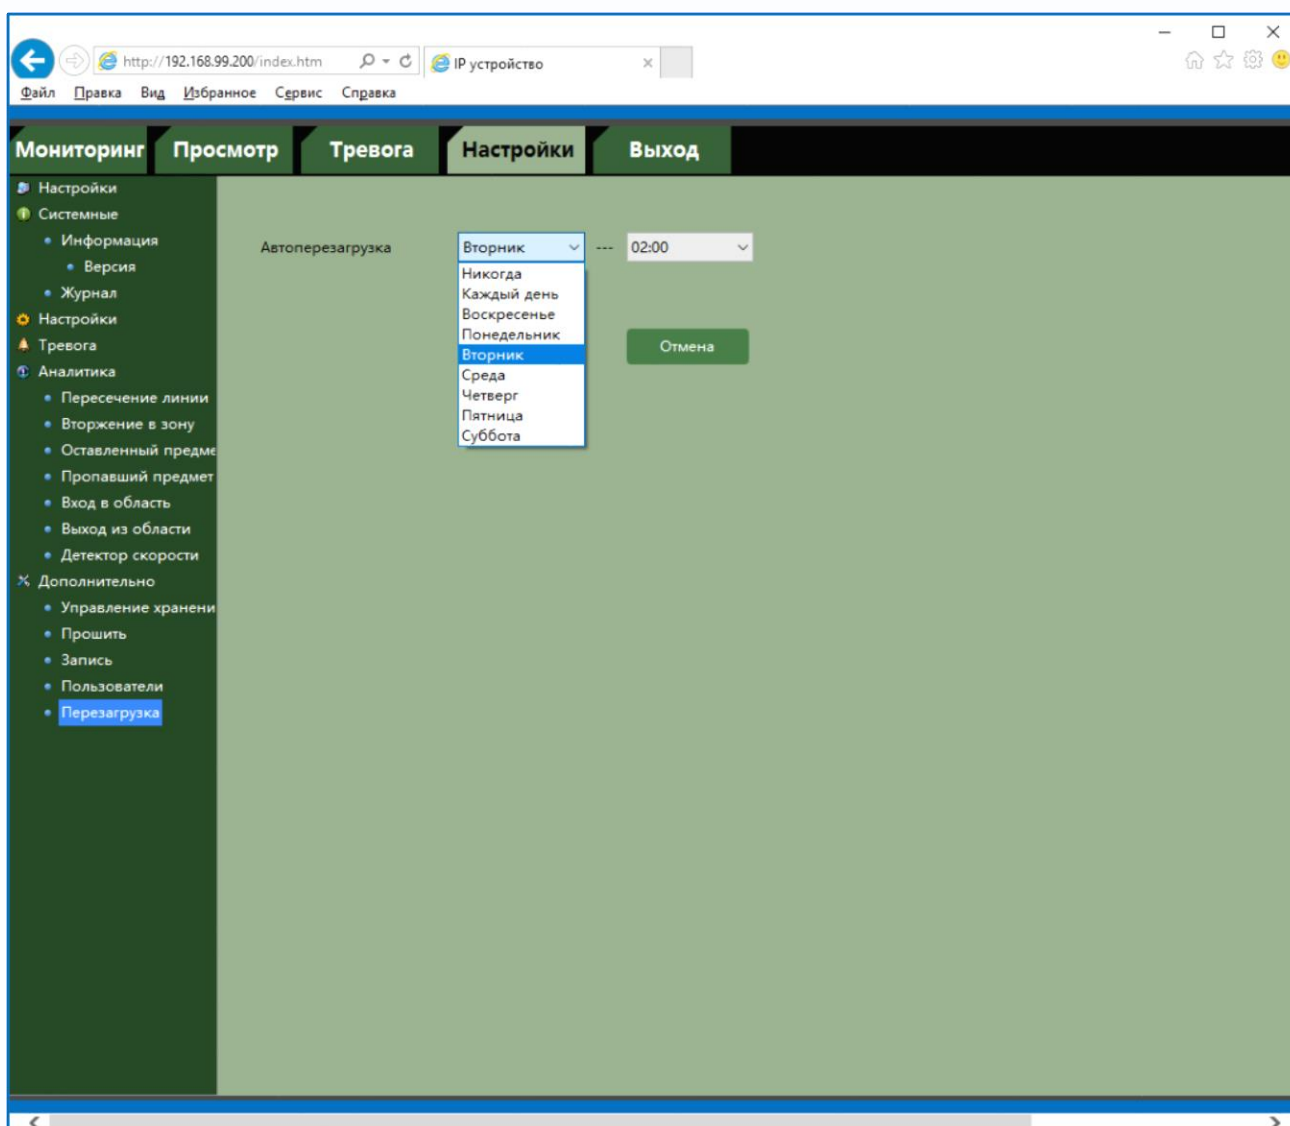 http://192.168.99.200/index.htm
IP устройство
Файл Правка Вид Избранное Сервис Справка
Мониторинг Просмотр Тревога Настройки Выход
Настройки
Системные
Информация
Версия
Журнал
Настройки
Тревога
Аналитика
Пересечение линии
Вторжение в зону
Оставленный предме
Пропавший предмет
Вход в область
Выход из области
Детектор скорости
Дополнительно
Управление хранени
Прошить
Запись
Пользователи
Перезагрузка
Автоперезагрузка Вторник --- 02:00
Никогда
Каждый день
Воскресенье
Понедельник
Вторник
Среда
Четверг
Пятница
Суббота
Отмена